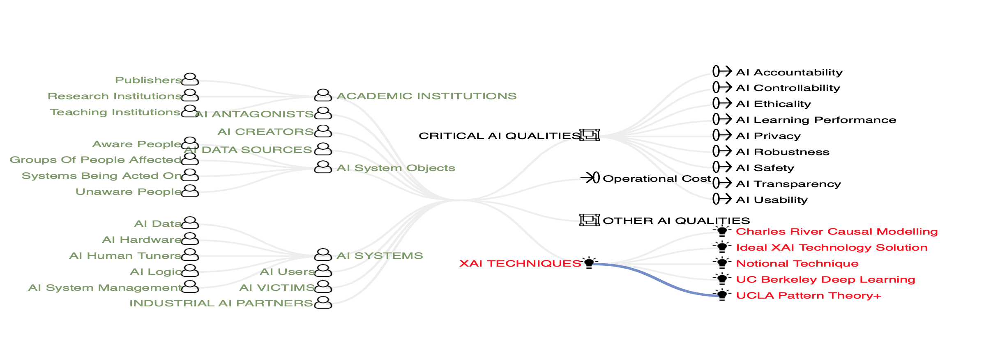 Publishers
Research Institutions
Teaching Institutions
ACADEMIC INSTITUTIONS
AI ANTAGONISTS
AI CREATORS
AI DATA SOURCES
Aware People
Groups Of People Affected
Systems Being Acted On
Unaware People
AI System Objects
AI Data
AI Hardware
AI Human Tuners
AI Logic
AI System Management
AI SYSTEMS
AI Users
AI VICTIMS
INDUSTRIAL AI PARTNERS
CRITICAL AI QUALITIES
AI Accountability
AI Controllability
AI Ethicality
AI Learning Performance
AI Privacy
AI Robustness
AI Safety
AI Transparency
AI Usability
Operational Cost
OTHER AI QUALITIES
XAI TECHNIQUES
Charles River Causal Modelling
Ideal XAI Technology Solution
Notional Technique
UC Berkeley Deep Learning
UCLA Pattern Theory+